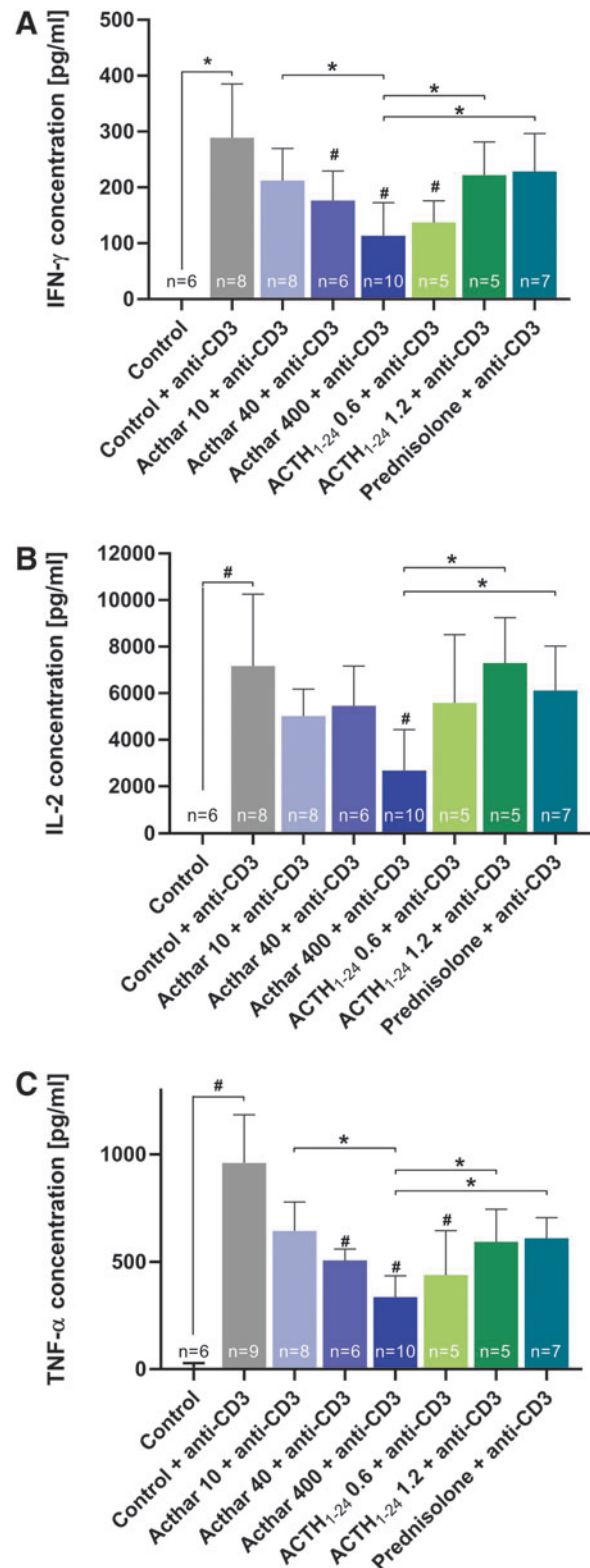 A
IFN-γ concentration [pg/ml]
500
400
300
200
100
0
*
*
*
*
#
#
#
n=6
n=8
n=8
n=6
n=10
n=5
n=5
n=7
Control
Control + anti-CD3
Acthar 10 + anti-CD3
Acthar 40 + anti-CD3
Acthar 400 + anti-CD3
ACTH₁₋₂₄ 0.6 + anti-CD3
ACTH₁₋₂₄ 1.2 + anti-CD3
Prednisolone + anti-CD3
B
IL-2 concentration [pg/ml]
12000
10000
8000
6000
4000
2000
0
#
*
*
#
n=6
n=8
n=8
n=6
n=10
n=5
n=5
n=7
Control
Control + anti-CD3
Acthar 10 + anti-CD3
Acthar 40 + anti-CD3
Acthar 400 + anti-CD3
ACTH₁₋₂₄ 0.6 + anti-CD3
ACTH₁₋₂₄ 1.2 + anti-CD3
Prednisolone + anti-CD3
C
TNF-α concentration [pg/ml]
1000
500
0
#
*
*
*
#
#
#
n=6
n=9
n=8
n=6
n=10
n=5
n=5
n=7
Control
Control + anti-CD3
Acthar 10 + anti-CD3
Acthar 40 + anti-CD3
Acthar 400 + anti-CD3
ACTH₁₋₂₄ 0.6 + anti-CD3
ACTH₁₋₂₄ 1.2 + anti-CD3
Prednisolone + anti-CD3